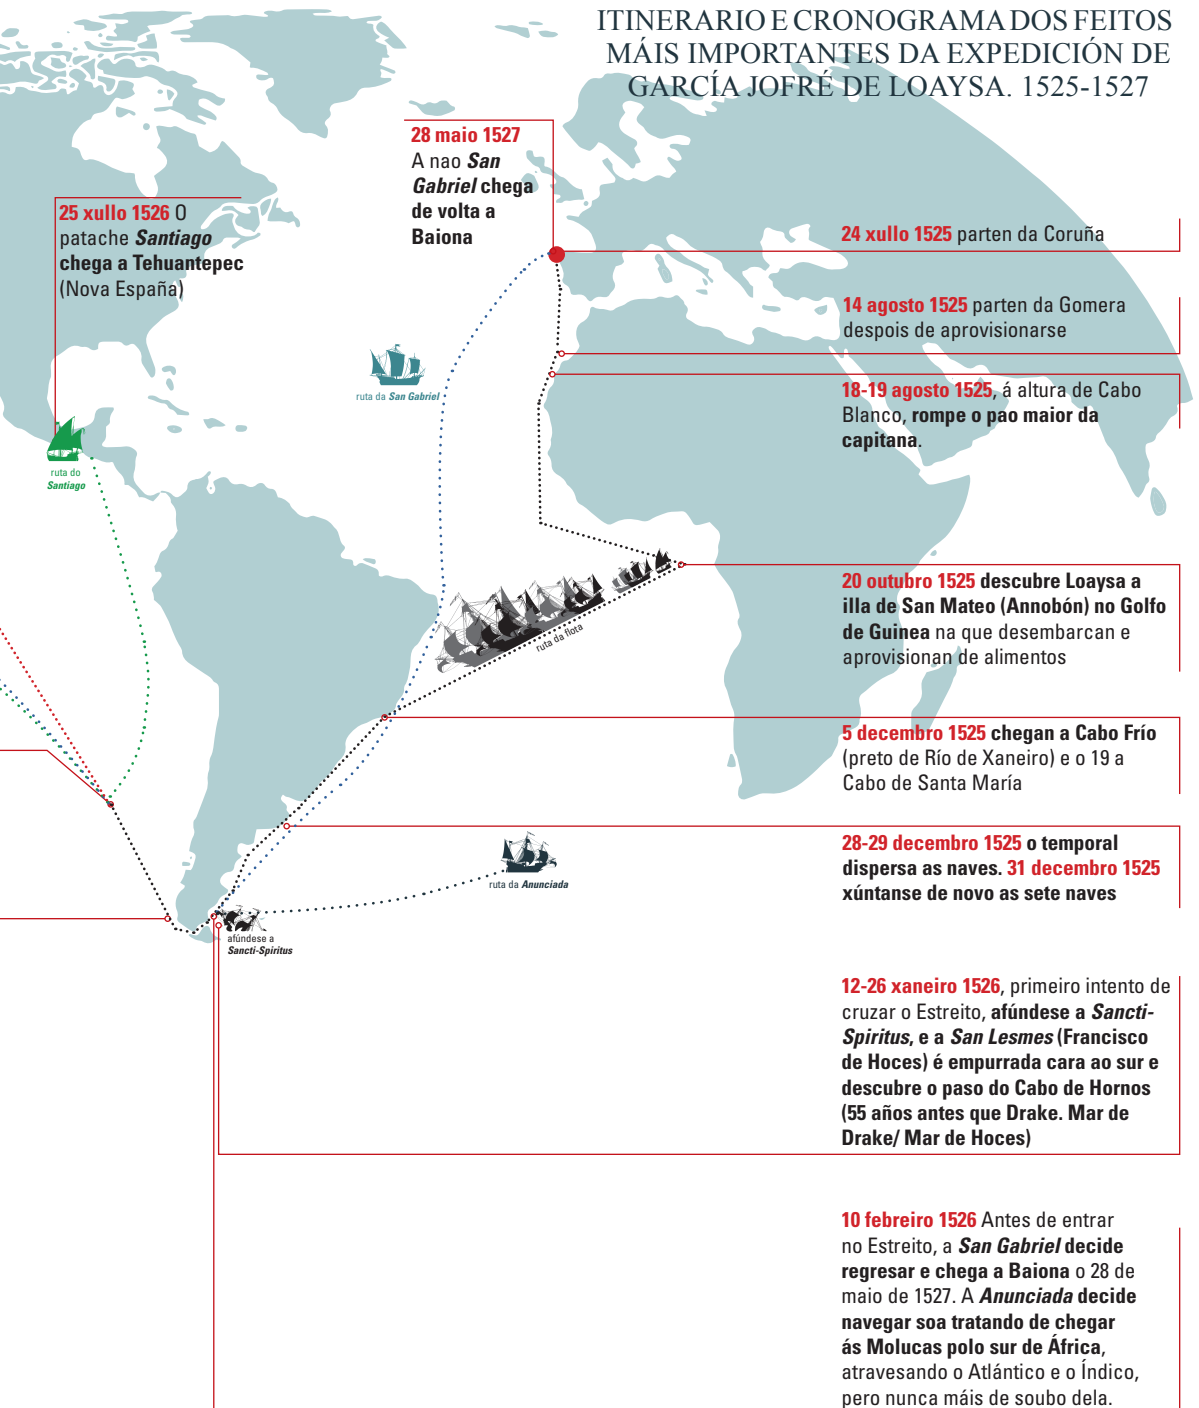 ITINERARIO E CRONOGRAMA DOS FEITOS
MÁIS IMPORTANTES DA EXPEDICIÓN DE
GARCÍA JOFRÉ DE LOAYSA. 1525-1527
28 maio 1527
A nao San
Gabriel chega
de volta a
Baiona
25 xullo 1526 O
patache Santiago
chega a Tehuantepec
(Nova España)
24 xullo 1525 parten da Coruña
14 agosto 1525 parten da Gomera
despois de aprovisionarse
18-19 agosto 1525, á altura de Cabo
Blanco, rompe o pao maior da
capitana.
ruta da San Gabriel
ruta do
Santiago
20 outubro 1525 descubre Loaysa a
illa de San Mateo (Annobón) no Golfo
de Guinea na que desembarcan e
aprovisionan de alimentos
ruta da flota
5 decembro 1525 chegan a Cabo Frío
(preto de Río de Xaneiro) e o 19 a
Cabo de Santa María
28-29 decembro 1525 o temporal
dispersa as naves. 31 decembro 1525
xúntanse de novo as sete naves
ruta da Anunciada
afúndese a
Sancti-Spiritus
12-26 xaneiro 1526, primeiro intento de
cruzar o Estreito, afúndese a Sancti-
Spiritus, e a San Lesmes (Francisco
de Hoces) é empurrada cara ao sur e
descubre o paso do Cabo de Hornos
(55 años antes que Drake. Mar de
Drake/ Mar de Hoces)
10 febreiro 1526 Antes de entrar
no Estreito, a San Gabriel decide
regresar e chega a Baiona o 28 de
maio de 1527. A Anunciada decide
navegar soa tratando de chegar
ás Molucas polo sur de África,
atravesando o Atlántico e o Índico,
pero nunca máis de soubo dela.